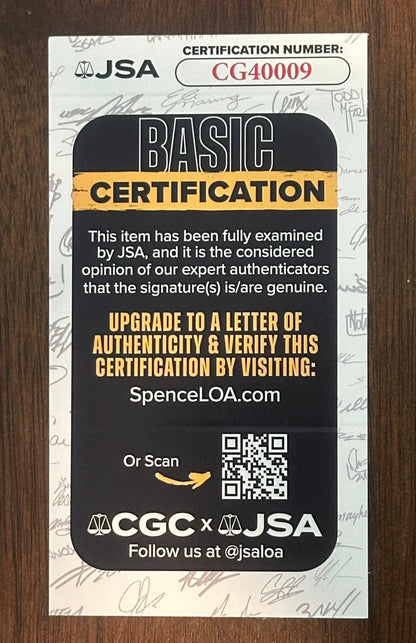 CERTIFICATION NUMBER:
JSA
CG40009
BASIC
CERTIFICATION
This item has been fully examined
by JSA, and it is the considered
opinion of our expert authenticators
that the signature(s) is/are genuine.
UPGRADE TO A LETTER OF
AUTHENTICITY & VERIFY THIS
CERTIFICATION BY VISITING:
SpenceLOA.com
Or Scan
CGC x JSA
Follow us at @jsaloa